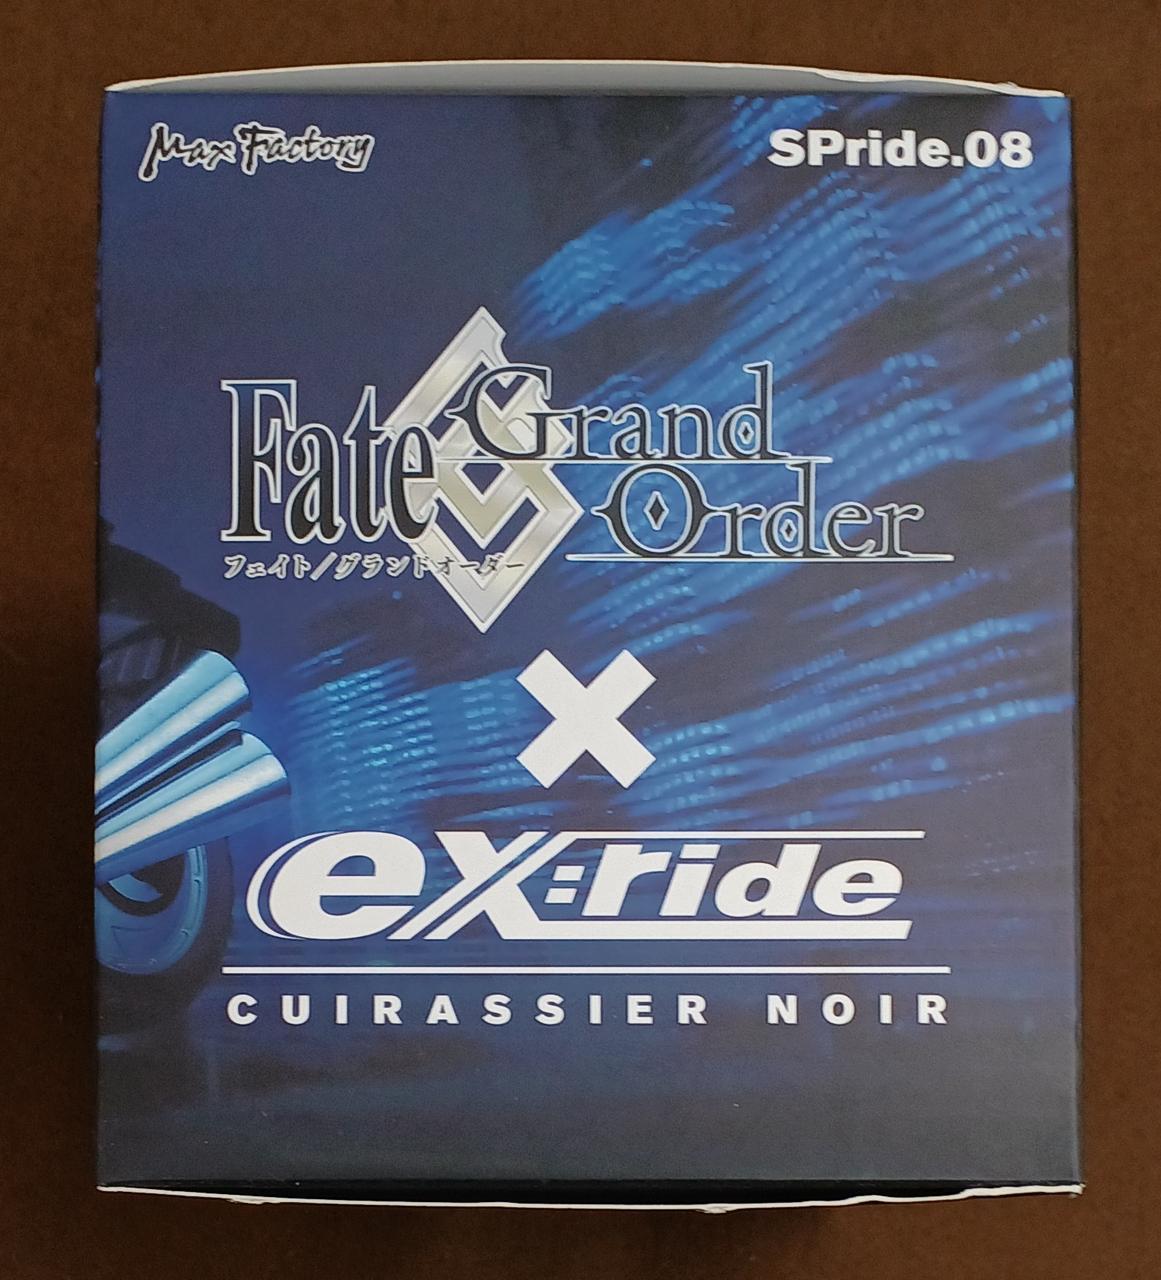 Max Factory
SPride.08
Fate Grand
Order
フェイト／グランドオーダー
×
ex:ride
CUIRASSIER NOIR